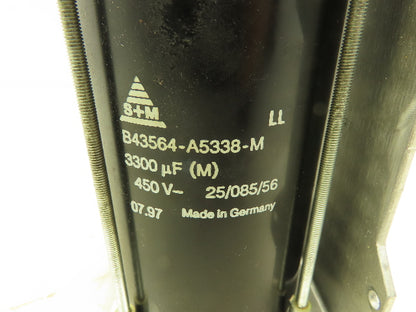 S+M
LL
B43564-A5338-M
3300 µF (M)
450 V- 25/085/56
07.97 Made in Germany